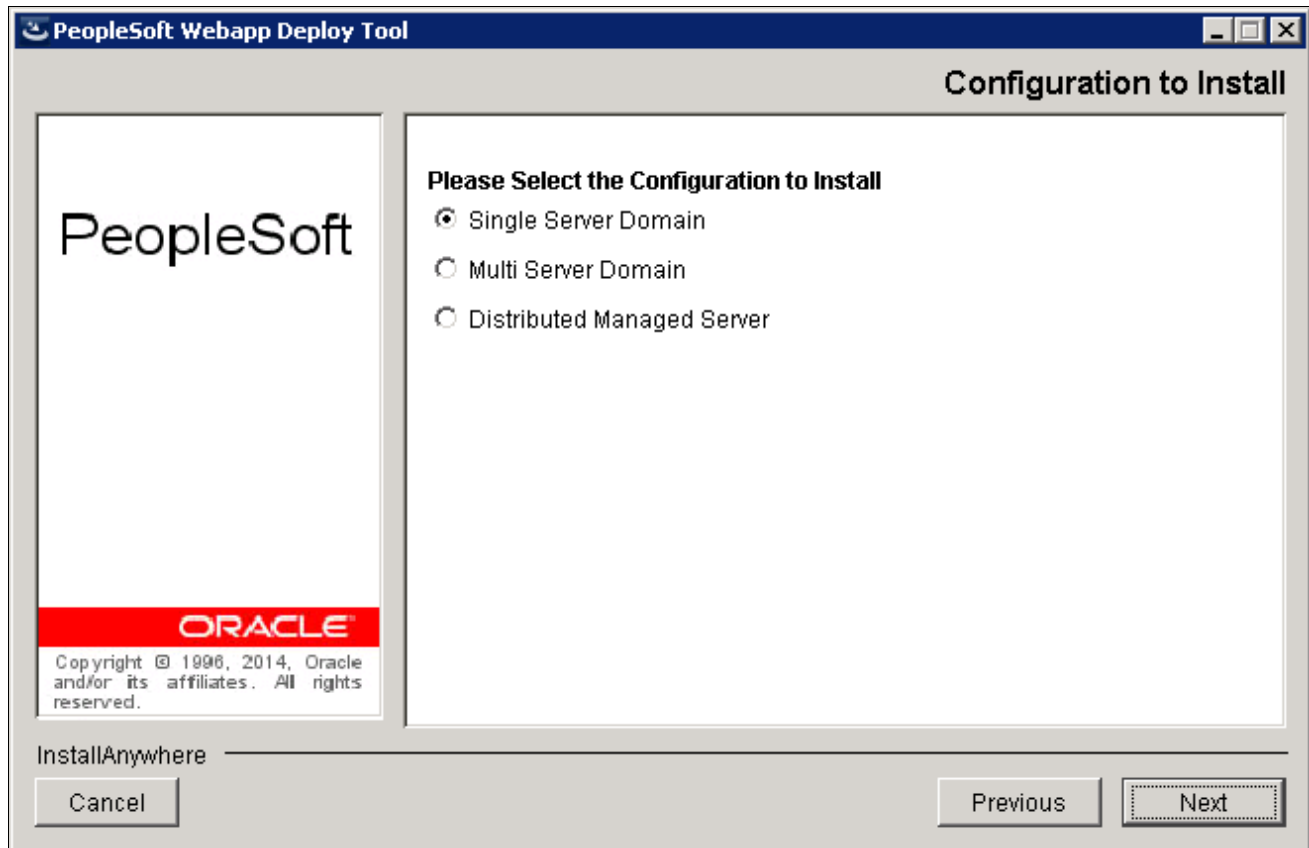 PeopleSoft Webapp Deploy Tool
Configuration to Install
PeopleSoft
Please Select the Configuration to Install
Single Server Domain
Multi Server Domain
Distributed Managed Server
ORACLE
Copyright © 1996, 2014, Oracle
and/or its affiliates. All rights
reserved.
InstallAnywhere
Cancel
Previous
Next